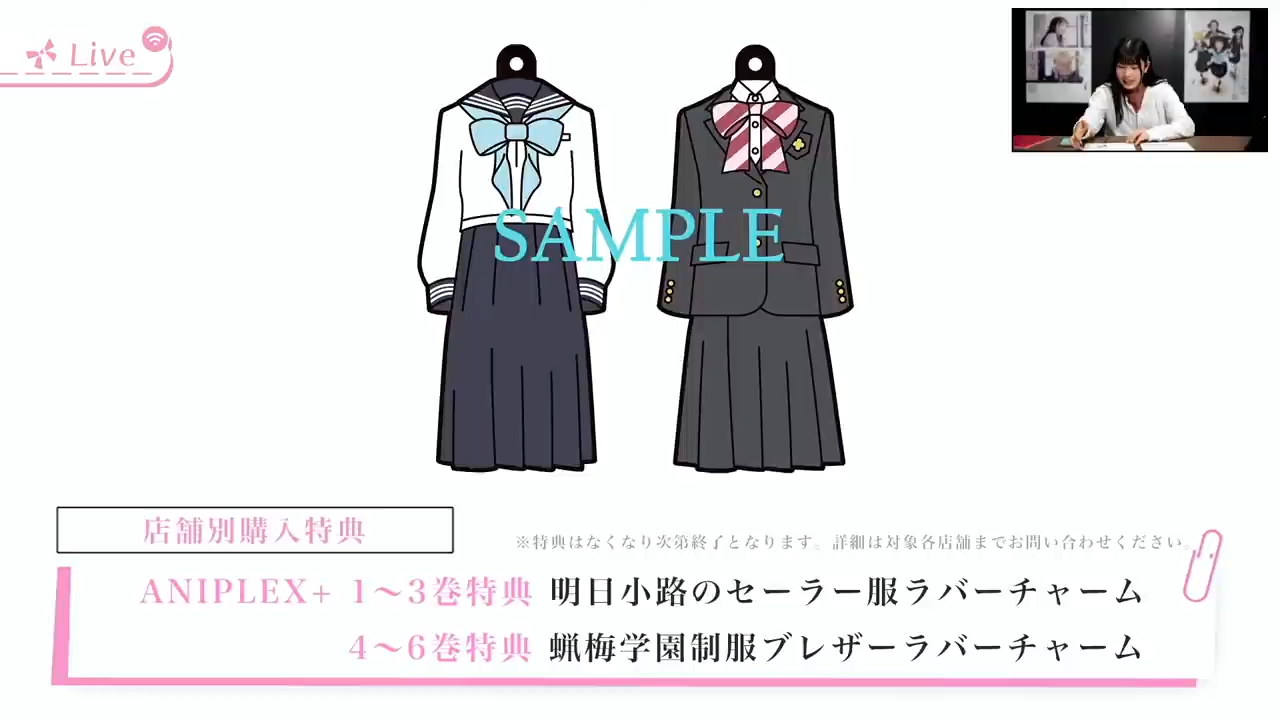 Live
SAMPLE
店舗別購入特典
※特典はなくなり次第終了となります。詳細は対象各店舗までお問い合わせください。
ANIPLEX+ 1～3巻特典 明日小路のセーラー服ラバーチャーム
4～6巻特典 蝋梅学園制服ブレザーラバーチャーム